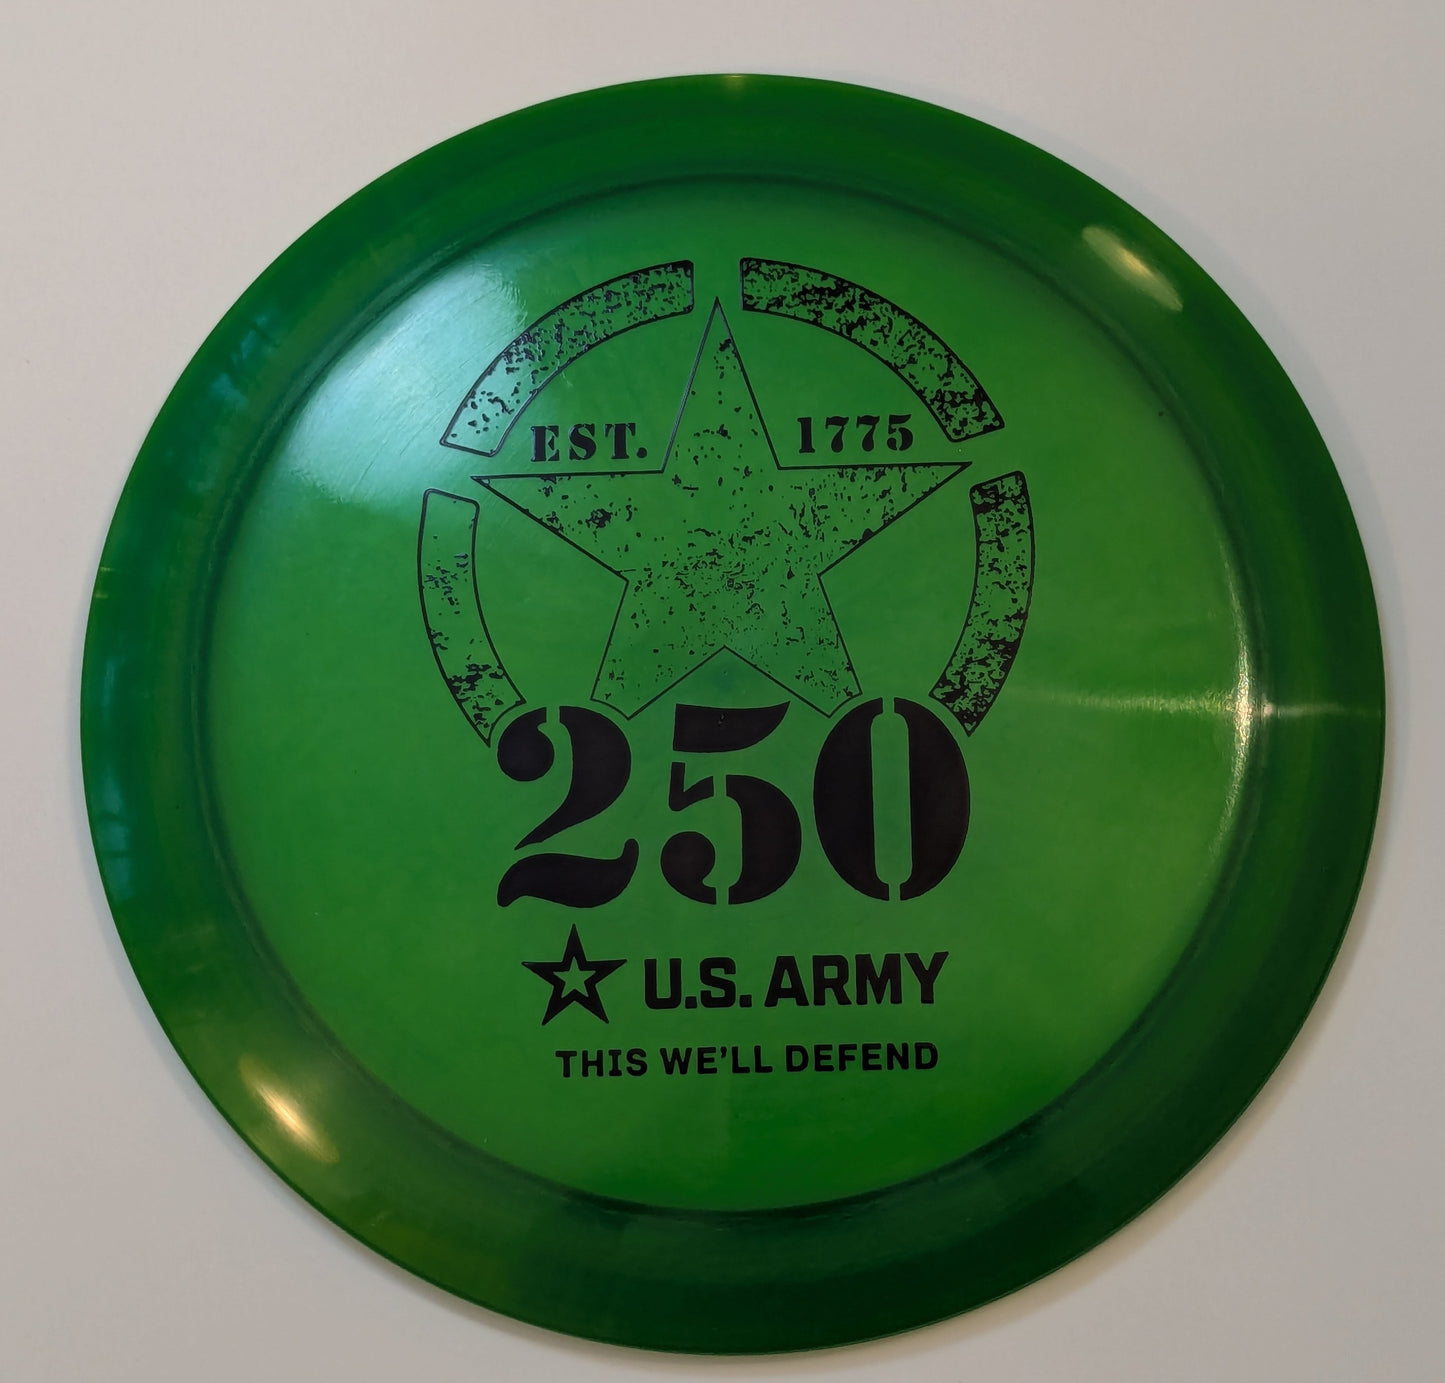 EST. 1775
250
U.S. ARMY
THIS WE'LL DEFEND